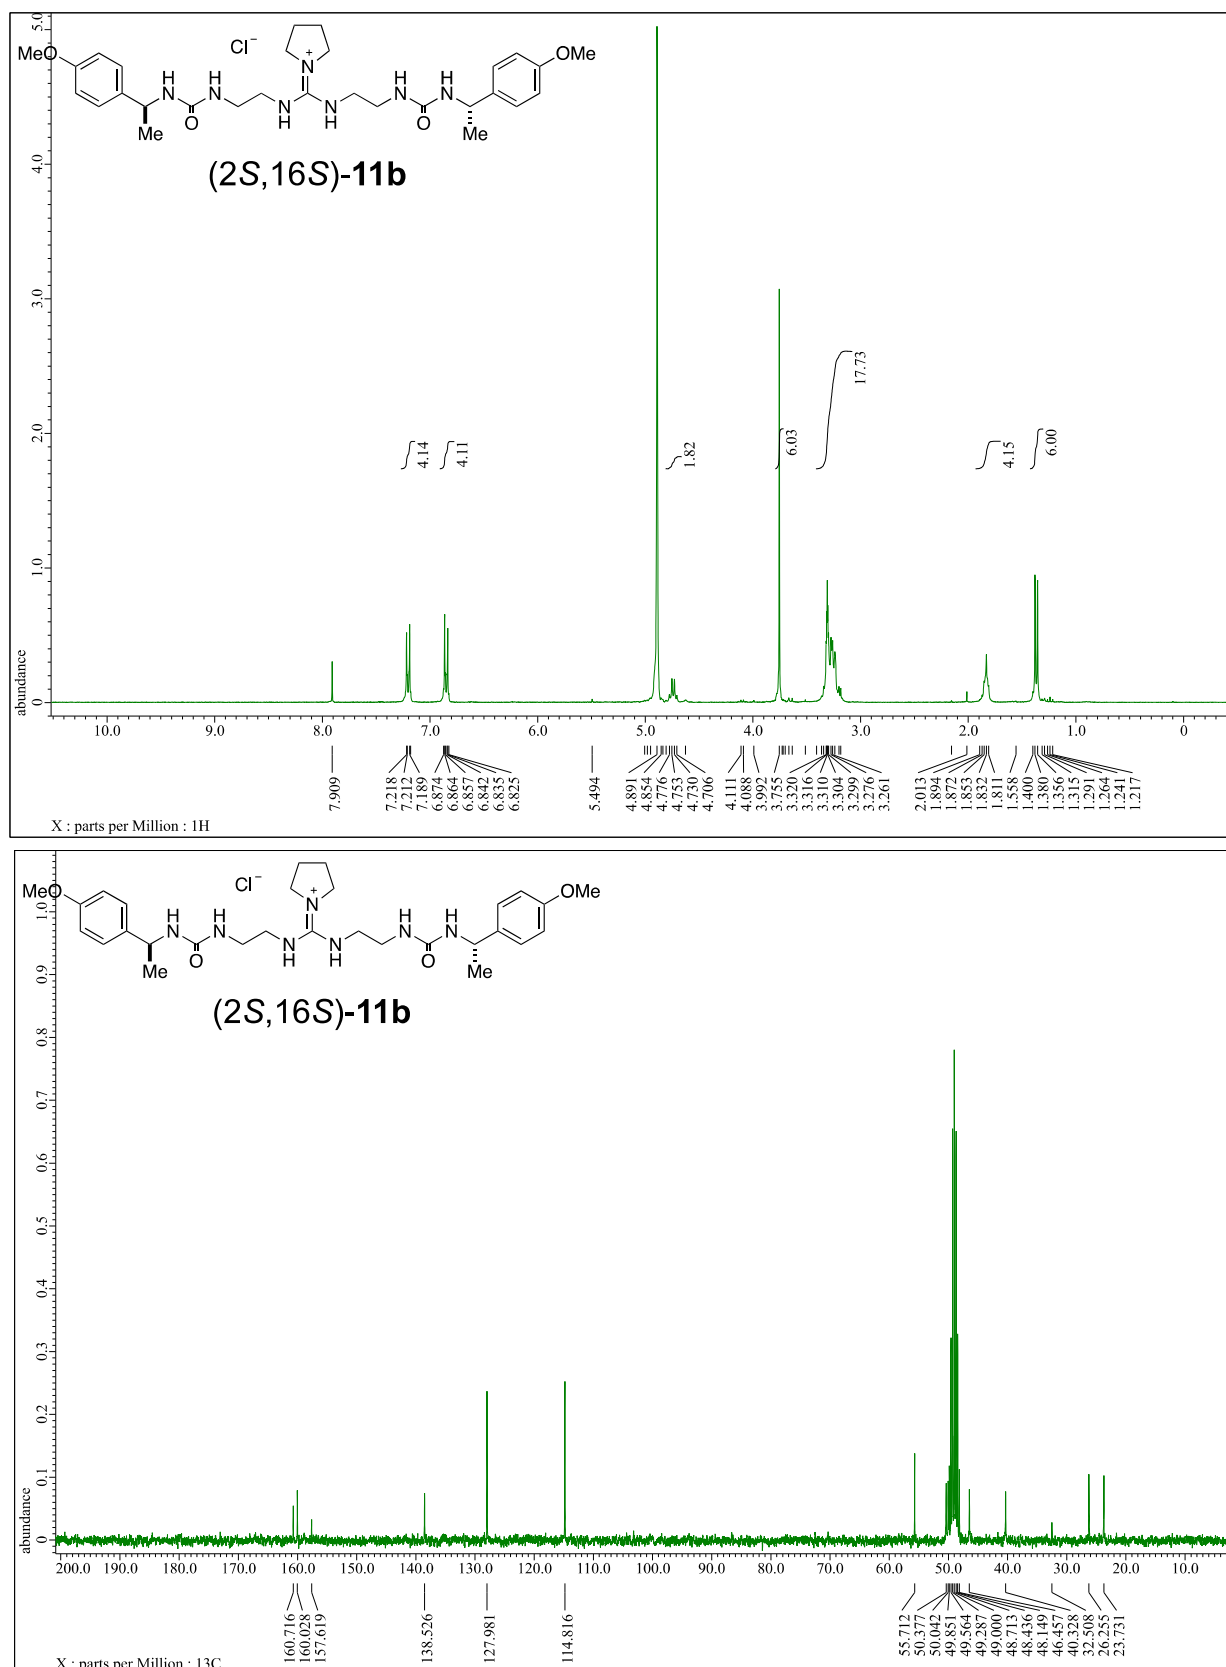 5.0
4.0
3.0
2.0
1.0
0
abundance
MeO
Cl−
N+
OMe
H H
N N
O
Me
N
H
N
H
H H
N N
O
Me
(2S,16S)-11b
4.14
4.11
1.82
6.03
17.73
4.15
6.00
10.0 9.0 8.0 7.0 6.0 5.0 4.0 3.0 2.0 1.0 0
7.909
7.218
7.212
7.189
6.874
6.864
6.857
6.842
6.835
6.825
5.494
4.891
4.854
4.776
4.753
4.730
4.706
4.111
4.088
3.992
3.755
3.320
3.316
3.310
3.304
3.299
3.276
3.261
2.013
1.894
1.872
1.853
1.832
1.811
1.558
1.400
1.380
1.356
1.315
1.291
1.264
1.241
1.217
X : parts per Million : 1H
1.0
0.9
0.8
0.7
0.6
0.5
0.4
0.3
0.2
0.1
0
abundance
MeO
Cl−
N+
OMe
H H
N N
O
Me
N
H
N
H
H H
N N
O
Me
(2S,16S)-11b
200.0 190.0 180.0 170.0 160.0 150.0 140.0 130.0 120.0 110.0 100.0 90.0 80.0 70.0 60.0 50.0 40.0 30.0 20.0 10.0
160.716
160.028
157.619
138.526
127.981
114.816
55.712
50.377
50.042
49.851
49.564
49.287
49.000
48.713
48.436
48.149
46.457
40.328
32.508
26.255
23.731
X : parts per Million : 13C